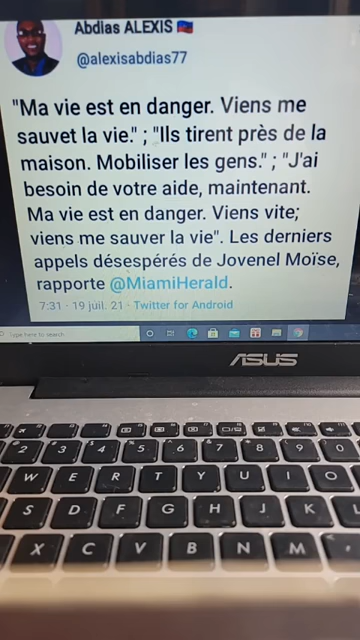 Abdias ALEXIS 🇭🇹
@alexisabdias77
"Ma vie est en danger. Viens me
sauvet la vie." ; "Ils tirent près de la
maison. Mobiliser les gens." ; "J'ai
besoin de votre aide, maintenant.
Ma vie est en danger. Viens vite;
viens me sauver la vie". Les derniers
appels désespérés de Jovenel Moïse,
rapporte @MiamiHerald.
7:31 · 19 juil. 21 · Twitter for Android
Type here to search
ASUS
2 3 4 5 6 7 8 9 0
W E R T Y U I O
S D F G H J K L
X C V B N M